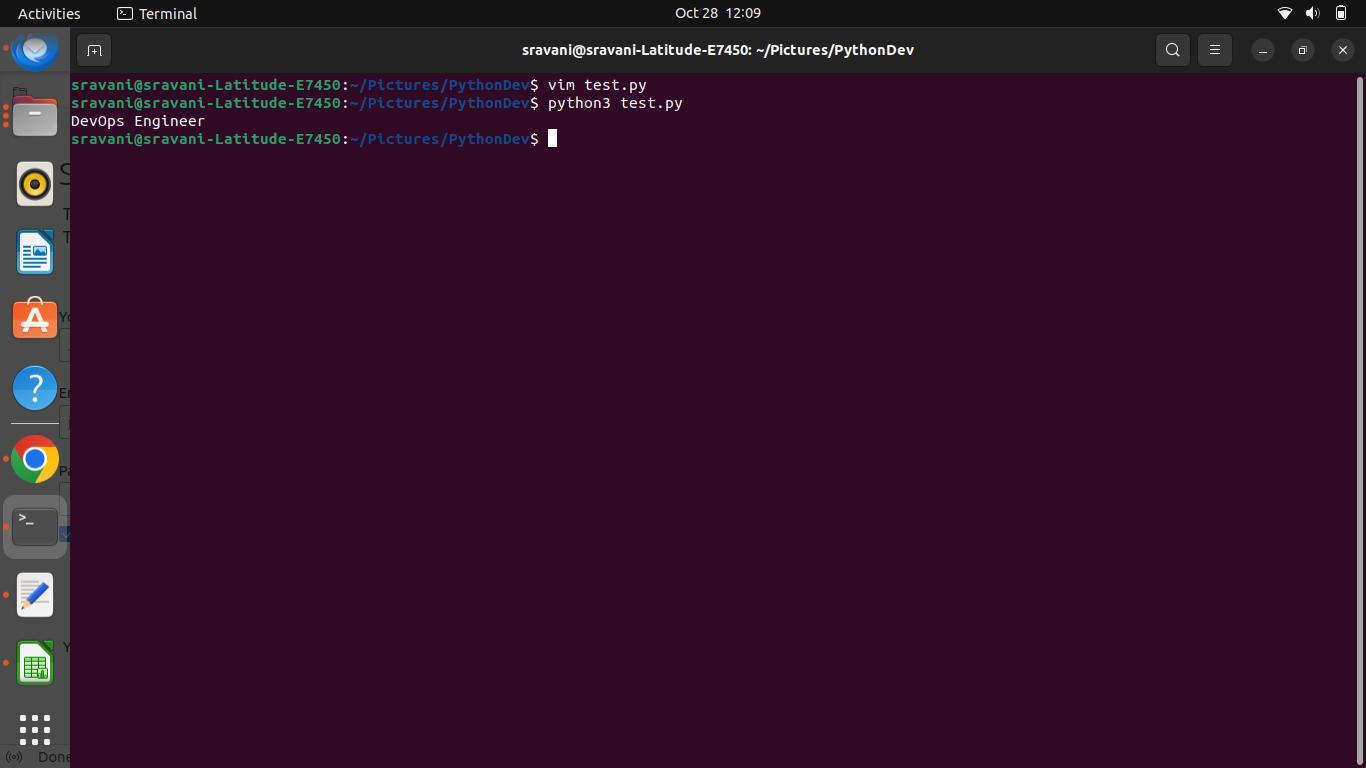 Activities
Terminal
Oct 28 12:09
sravani@sravani-Latitude-E7450: ~/Pictures/PythonDev
sravani@sravani-Latitude-E7450:~/Pictures/PythonDev$ vim test.py
sravani@sravani-Latitude-E7450:~/Pictures/PythonDev$ python3 test.py
DevOps Engineer
sravani@sravani-Latitude-E7450:~/Pictures/PythonDev$
Done